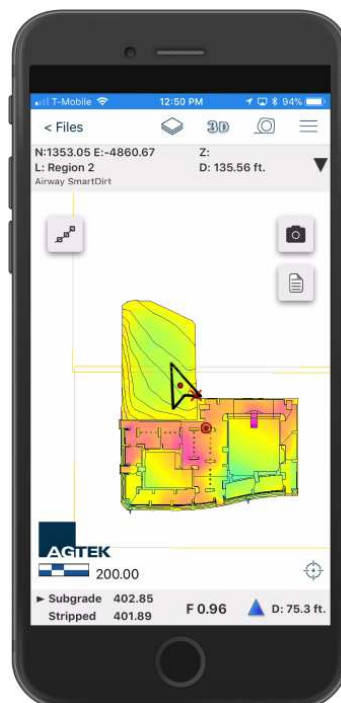 T-Mobile 12:50 PM 94%
< Files 3D
N:1353.05 E:-4860.67 Z:
L: Region 2 D: 135.56 ft.
Airway SmartDirt
AGTEK
200.00
► Subgrade 402.85
Stripped 401.89
F 0.96 D: 75.3 ft.